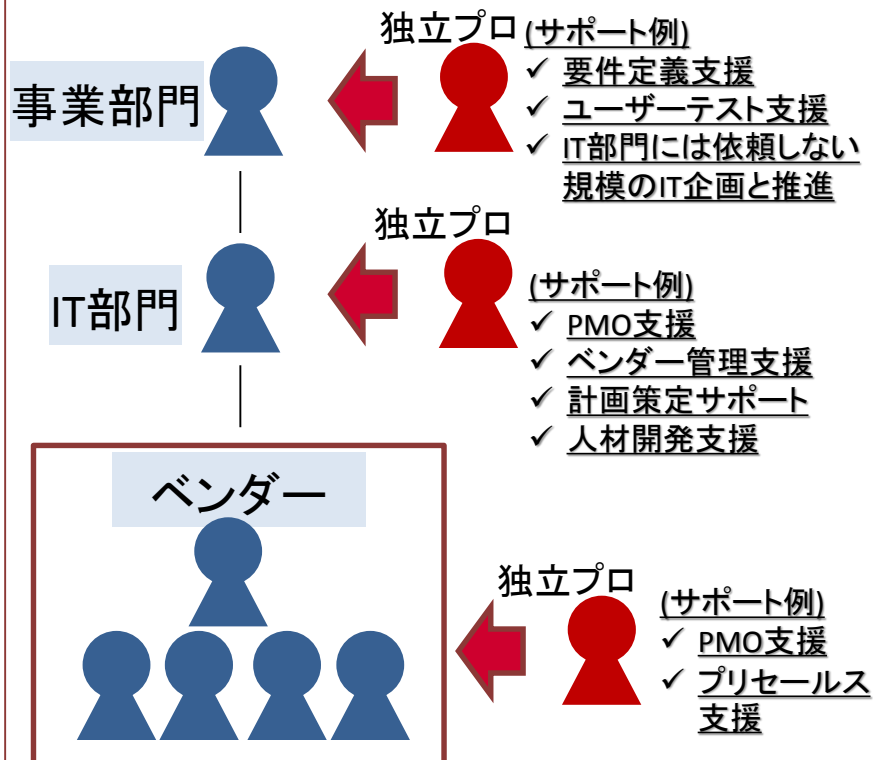 独立プロ
(サポート例)
✓ 要件定義支援
✓ ユーザーテスト支援
✓ IT部門には依頼しない
規模のIT企画と推進
事業部門
独立プロ
(サポート例)
✓ PMO支援
✓ ベンダー管理支援
✓ 計画策定サポート
✓ 人材開発支援
IT部門
ベンダー
独立プロ
(サポート例)
✓ PMO支援
✓ プリセールス
支援